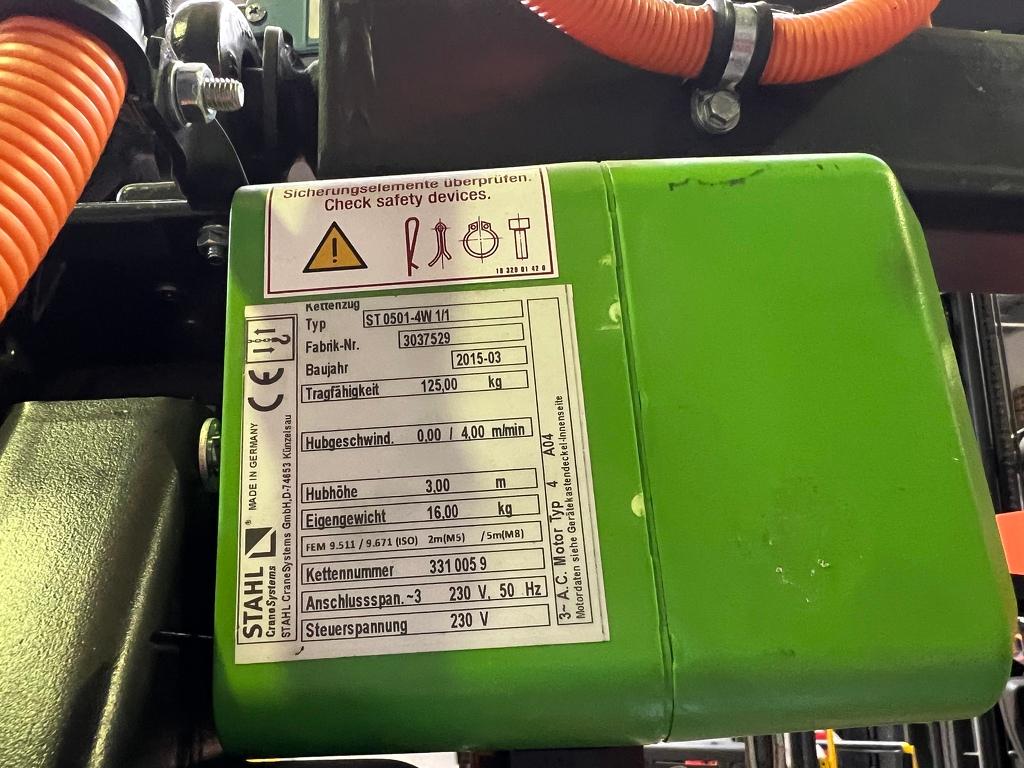 Sicherungselemente überprüfen.
Check safety devices.
18 320 01 42 0
Kettenzug
Typ ST 0501-4W 1/1
Fabrik-Nr. 3037529
Baujahr 2015-03
Tragfähigkeit 125,00 kg
Hubgeschwind. 0,00 / 4,00 m/min
Hubhöhe 3,00 m
Eigengewicht 16,00 kg
FEM 9.511 / 9.671 (ISO) 2m(M5) /5m(M8)
Kettennummer 331 005 9
Anschlussspan. ~3 230 V, 50 Hz
Steuerspannung 230 V
STAHL ®
CraneSystems
CE
MADE IN GERMANY
STAHL CraneSystems GmbH,D-74653 Künzelsau
3~ A.C. Motor Typ 4 A04
Motordaten siehe Gerätekastendeckel-Innenseite